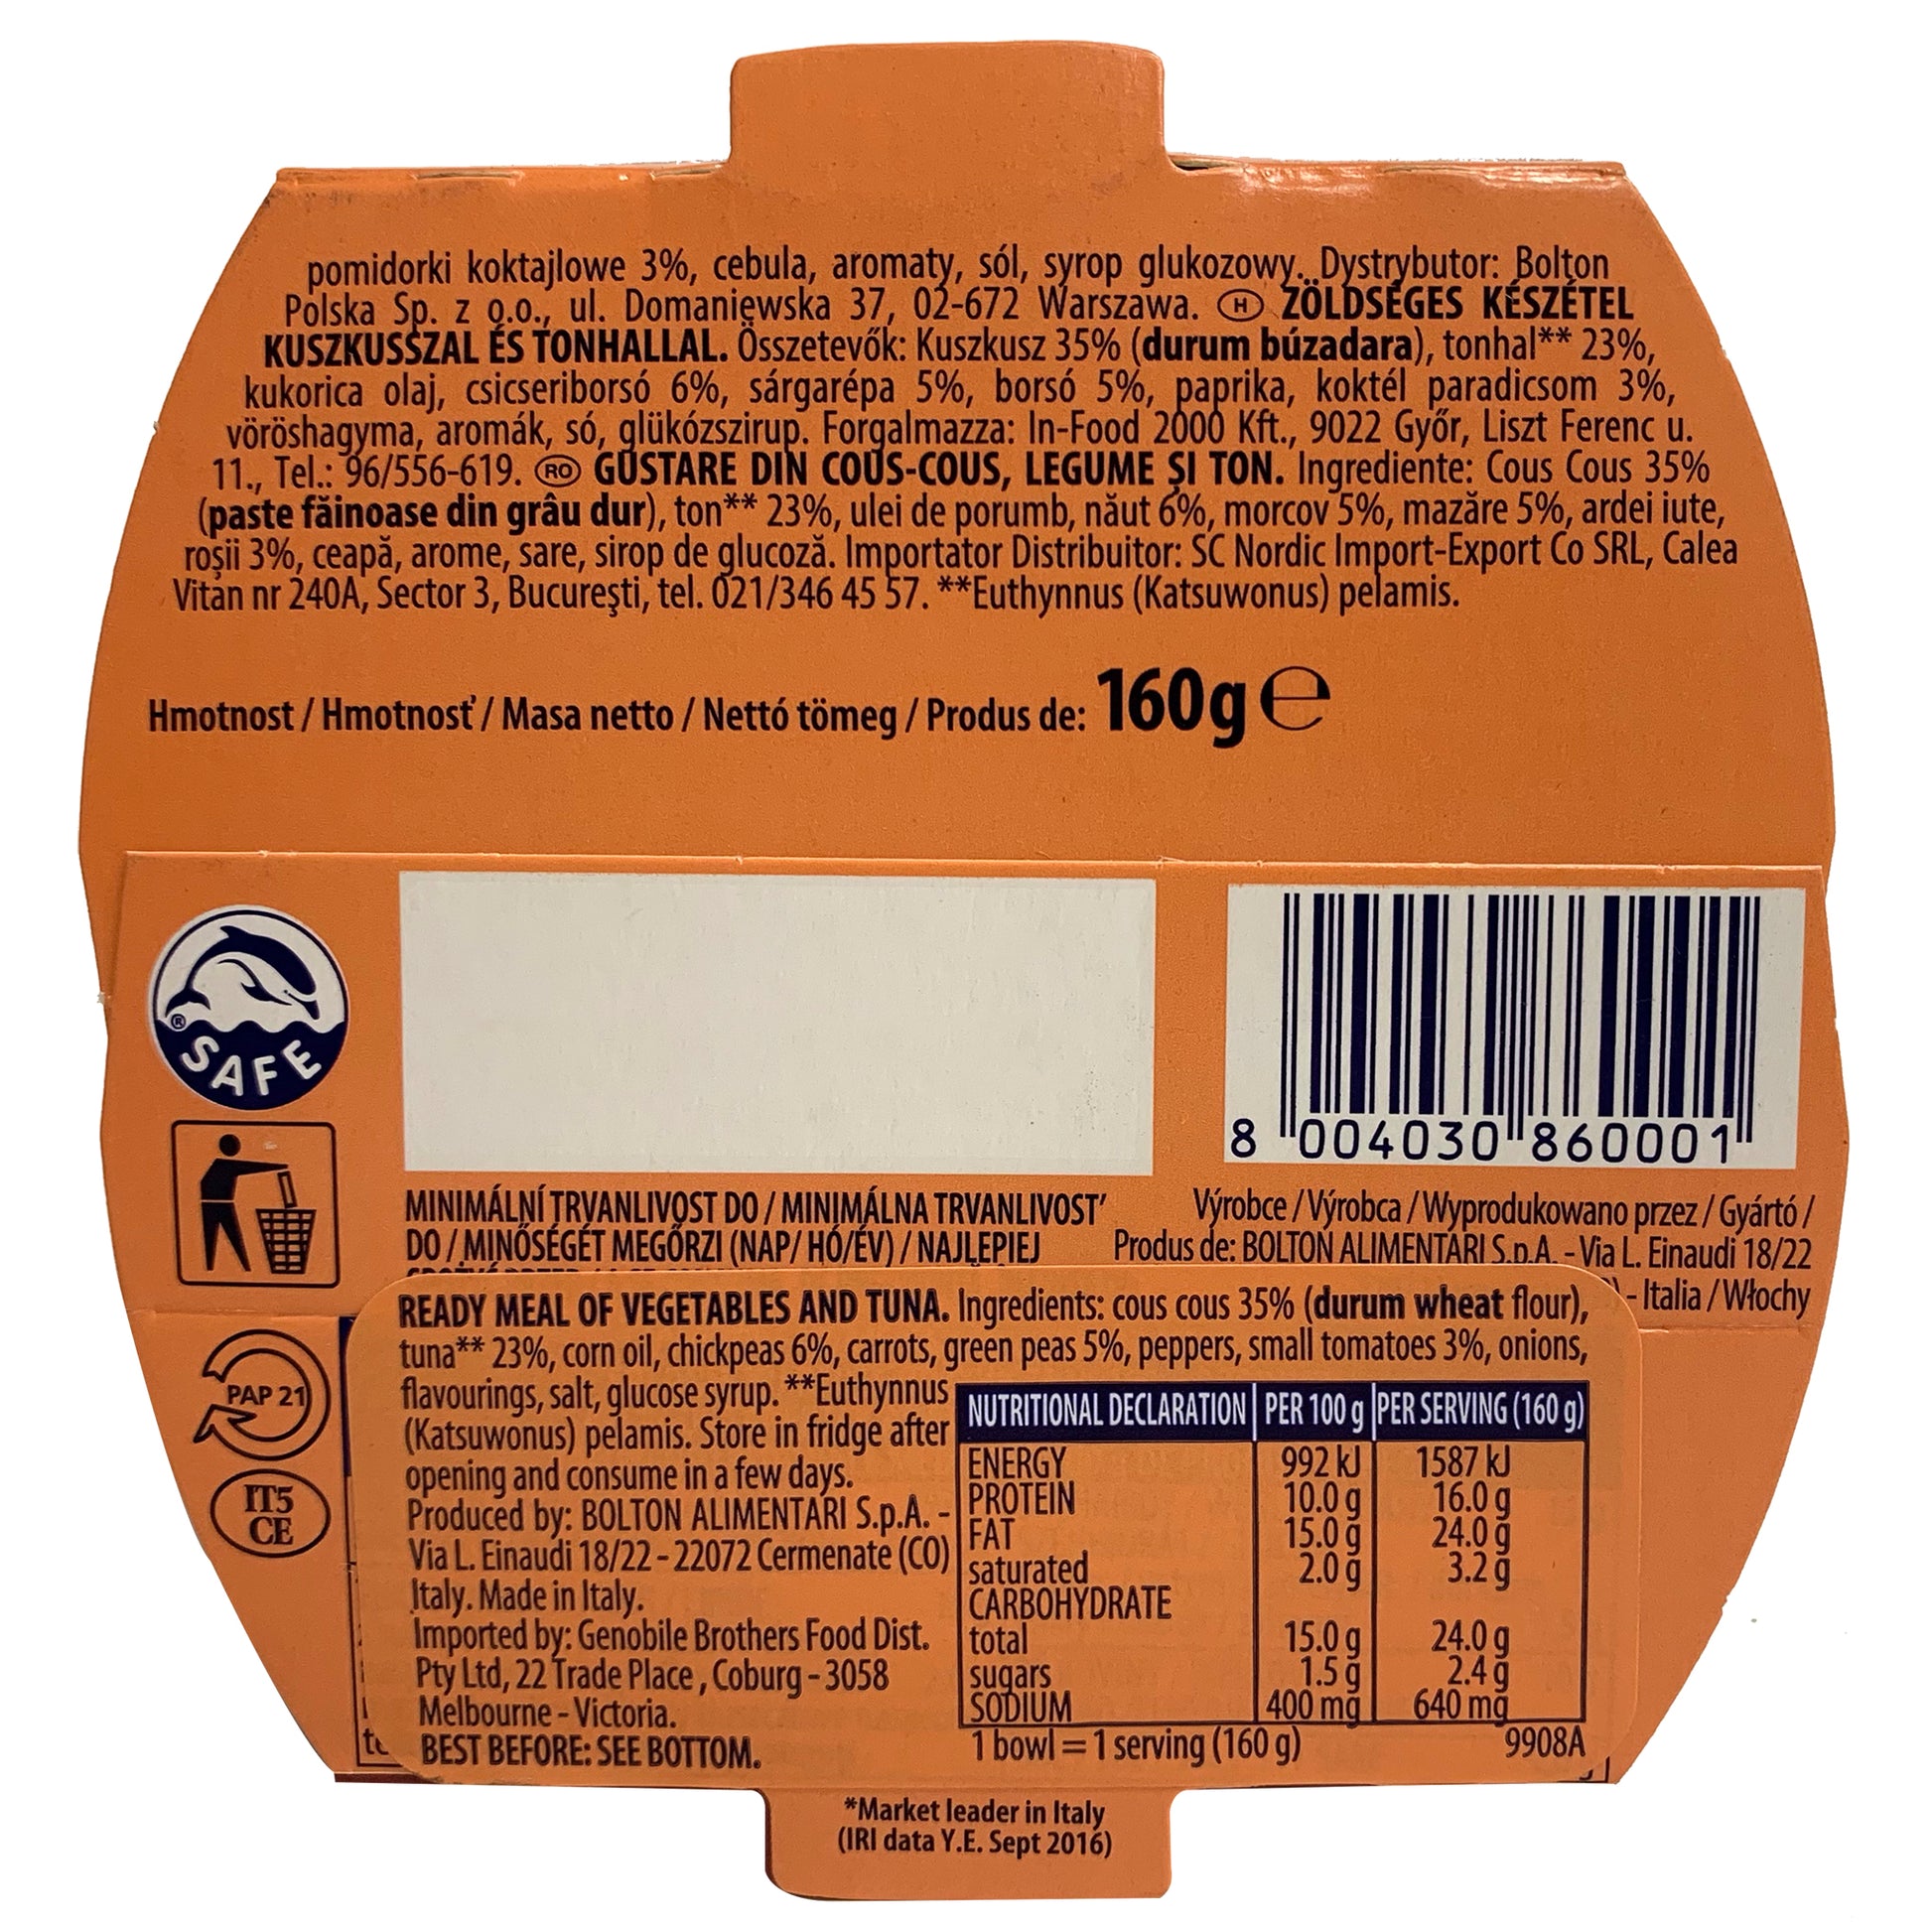 pomidorki koktajlowe 3%, cebula, aromaty, sól, syrop glukozowy. Dystrybutor: Bolton
Polska Sp. z o.o., ul. Domaniewska 37, 02-672 Warszawa. (H) ZÖLDSÉGES KÉSZÉTEL
KUSZKUSSZAL ÉS TONHALLAL. Összetevők: Kuszkusz 35% (durum búzadara), tonhal** 23%,
kukorica olaj, csicseriborsó 6%, sárgarépa 5%, borsó 5%, paprika, koktél paradicsom 3%,
vöröshagyma, aromák, só, glükózszirup. Forgalmazza: In-Food 2000 Kft., 9022 Győr, Liszt Ferenc u.
11., Tel.: 96/556-619. (RO) GUSTARE DIN COUS-COUS, LEGUME ŞI TON. Ingrediente: Cous Cous 35%
(paste făinoase din grâu dur), ton** 23%, ulei de porumb, năut 6%, morcov 5%, mazăre 5%, ardei iute,
roşii 3%, ceapă, arome, sare, sirop de glucoză. Importator Distribuitor: SC Nordic Import-Export Co SRL, Calea
Vitan nr 240A, Sector 3, Bucureşti, tel. 021/346 45 57. **Euthynnus (Katsuwonus) pelamis.
Hmotnost / Hmotnosť / Masa netto / Nettó tömeg / Produs de: 160g ℮
® SAFE
8 004030 860001
MINIMÁLNÍ TRVANLIVOST DO / MINIMÁLNA TRVANLIVOSŤ
DO / MINŐSÉGÉT MEGŐRZI (NAP/ HÓ/ÉV) / NAJLEPIEJ
Výrobce / Výrobca / Wyprodukowano przez / Gyártó /
Produs de: BOLTON ALIMENTARI S.p.A. - Via L. Einaudi 18/22
- Italia / Włochy
PAP 21
IT5
CE
READY MEAL OF VEGETABLES AND TUNA. Ingredients: cous cous 35% (durum wheat flour),
tuna** 23%, corn oil, chickpeas 6%, carrots, green peas 5%, peppers, small tomatoes 3%, onions,
flavourings, salt, glucose syrup. **Euthynnus
(Katsuwonus) pelamis. Store in fridge after
opening and consume in a few days.
Produced by: BOLTON ALIMENTARI S.p.A. -
Via L. Einaudi 18/22 - 22072 Cermenate (CO)
Italy. Made in Italy.
Imported by: Genobile Brothers Food Dist.
Pty Ltd, 22 Trade Place , Coburg - 3058
Melbourne - Victoria.
BEST BEFORE: SEE BOTTOM.
NUTRITIONAL DECLARATION PER 100 g PER SERVING (160 g)
ENERGY 992 kJ 1587 kJ
PROTEIN 10.0 g 16.0 g
FAT 15.0 g 24.0 g
saturated 2.0 g 3.2 g
CARBOHYDRATE
total 15.0 g 24.0 g
sugars 1.5 g 2.4 g
SODIUM 400 mg 640 mg
1 bowl = 1 serving (160 g) 9908A
*Market leader in Italy
(IRI data Y.E. Sept 2016)